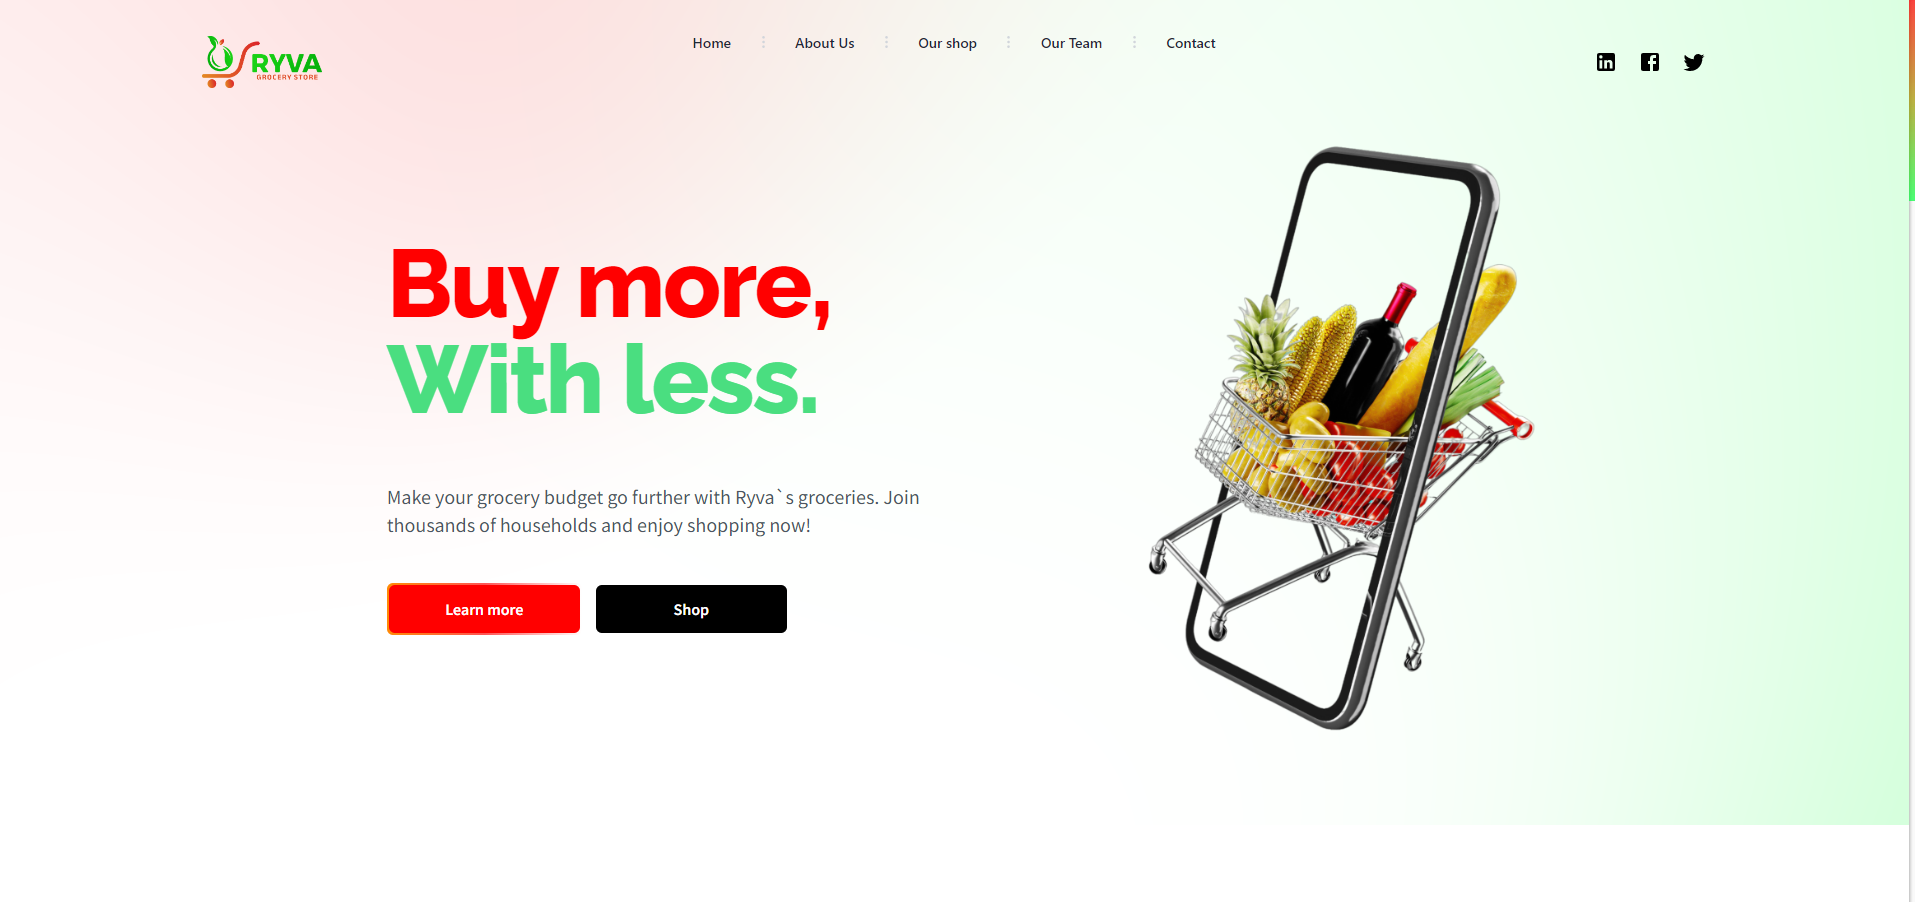 RYVA
GROCERY STORE
Home
About Us
Our shop
Our Team
Contact
Buy more,
With less.
Make your grocery budget go further with Ryva`s groceries. Join
thousands of households and enjoy shopping now!
Learn more
Shop